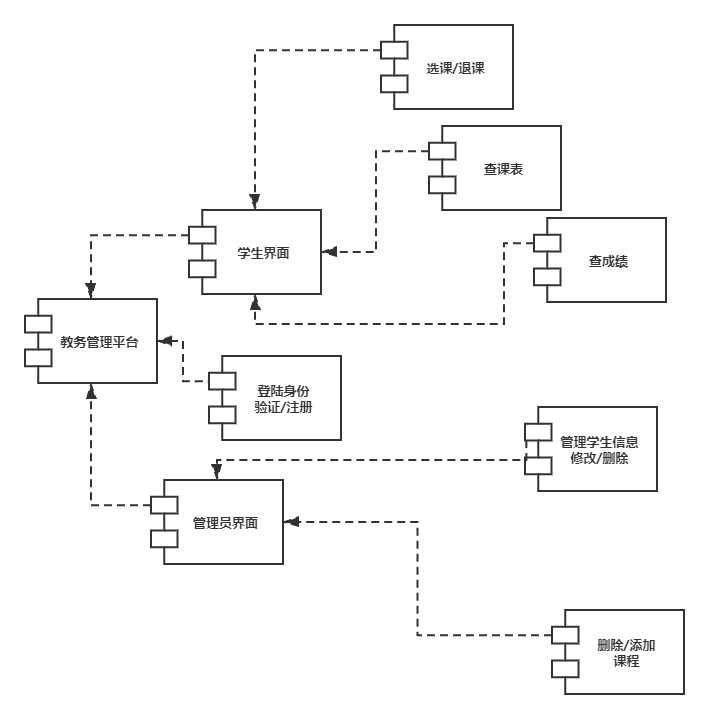 选课/退课
查课表
查成绩
学生界面
教务管理平台
登陆身份
验证/注册
管理学生信息
修改/删除
管理员界面
删除/添加
课程